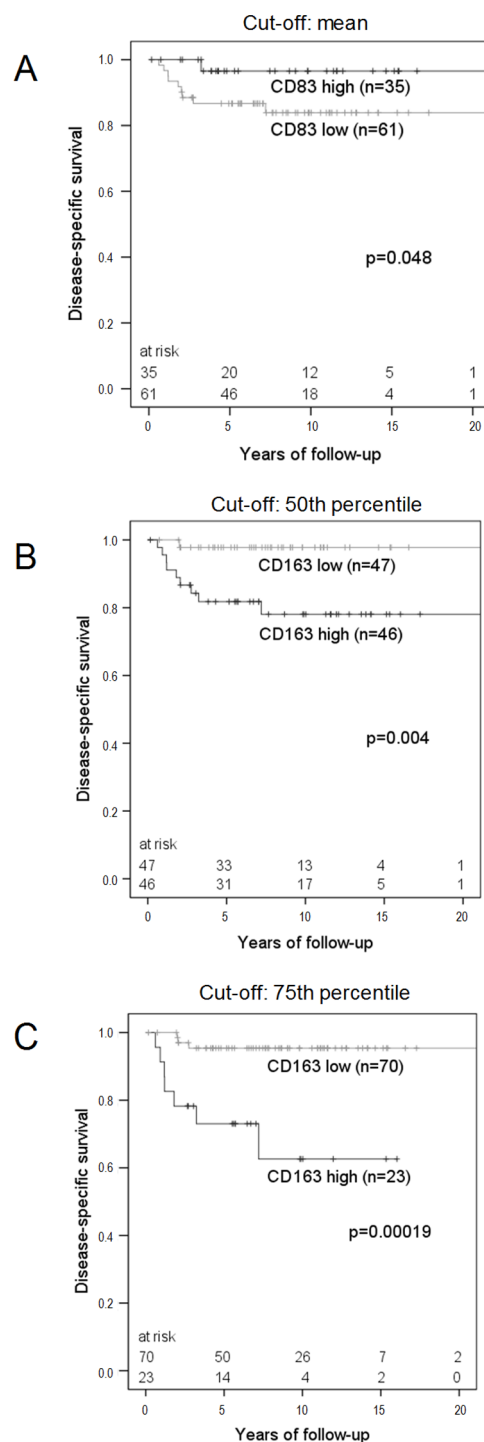 Cut-off: mean
A
Disease-specific survival
1.0
0.8
0.6
0.4
0.2
0.0
CD83 high (n=35)
CD83 low (n=61)
p=0.048
at risk
35 20 12 5 1
61 46 18 4 1
0 5 10 15 20
Years of follow-up
Cut-off: 50th percentile
B
Disease-specific survival
1.0
0.8
0.6
0.4
0.2
0.0
CD163 low (n=47)
CD163 high (n=46)
p=0.004
at risk
47 33 13 4 1
46 31 17 5 1
0 5 10 15 20
Years of follow-up
Cut-off: 75th percentile
C
Disease-specific survival
1.0
0.8
0.6
0.4
0.2
0.0
CD163 low (n=70)
CD163 high (n=23)
p=0.00019
at risk
70 50 26 7 2
23 14 4 2 0
0 5 10 15 20
Years of follow-up